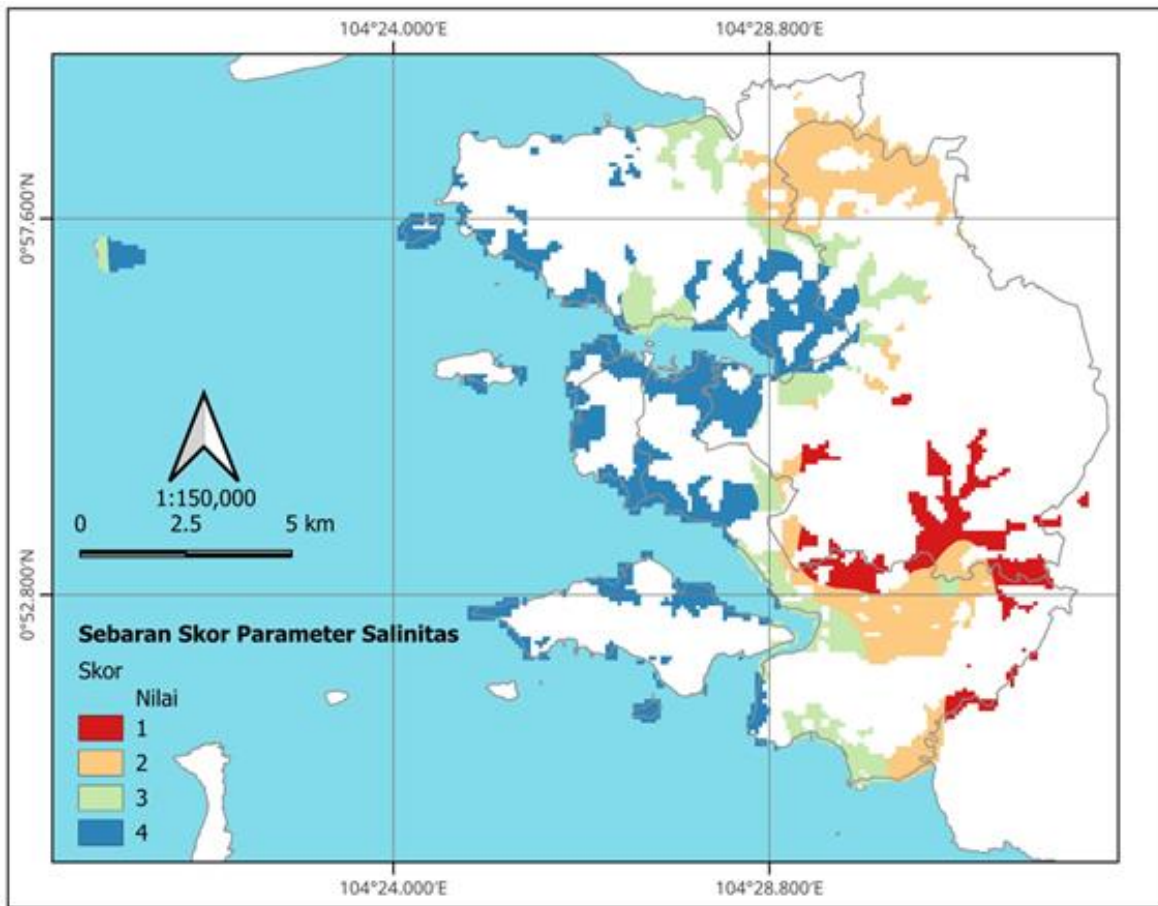 104°24.000'E 104°28.800'E
0°57.600'N
1:150,000
0 2.5 5 km
0°52.800'N
Sebaran Skor Parameter Salinitas
Skor
Nilai
1
2
3
4
104°24.000'E 104°28.800'E